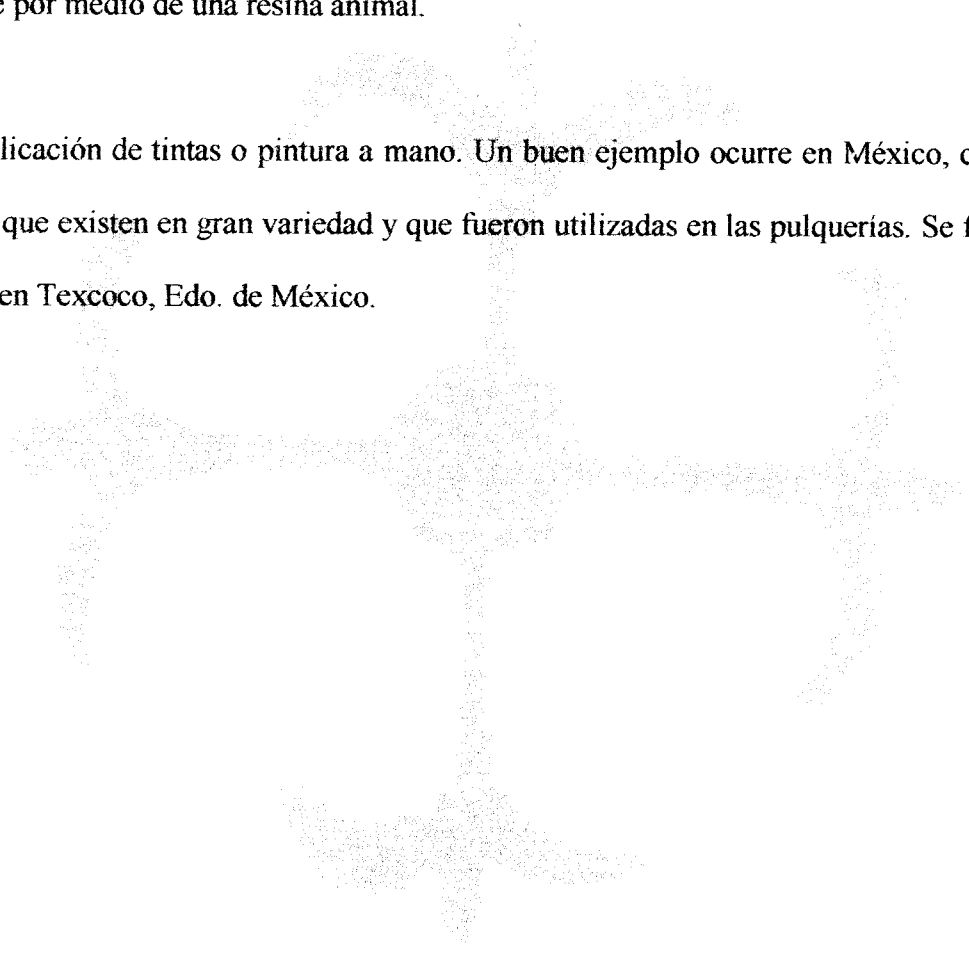 por medio de una resina animal.
licación de tintas o pintura a mano. Un buen ejemplo ocurre en México, c
que existen en gran variedad y que fueron utilizadas en las pulquerías. Se f
en Texcoco, Edo. de México.